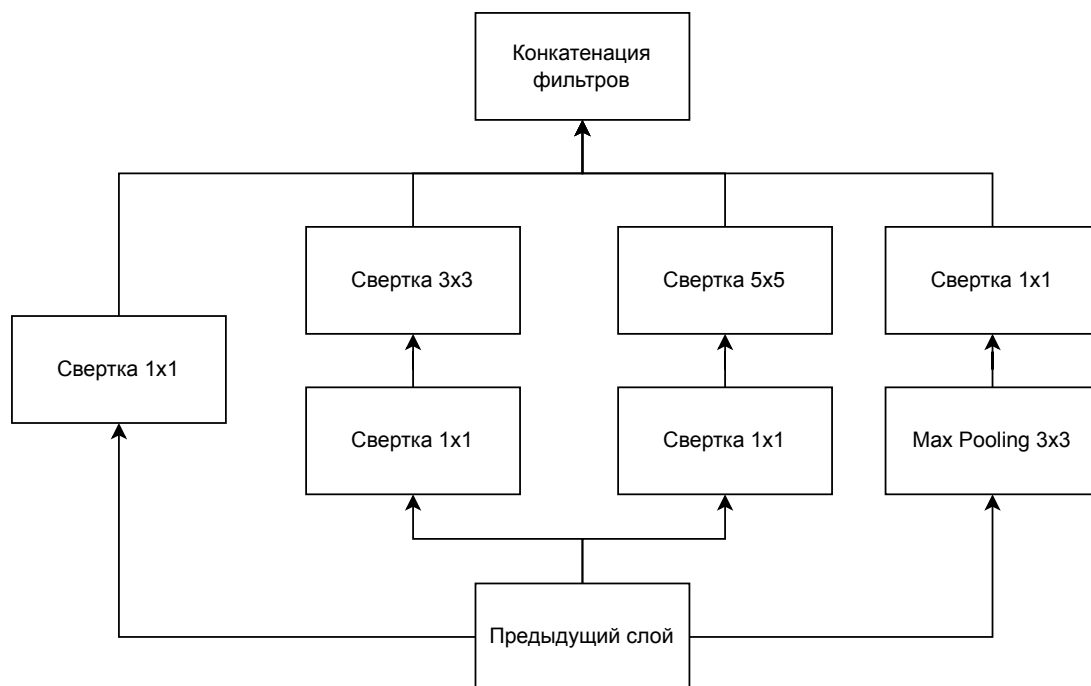 Конкатенация
фильтров
Свертка 3x3
Свертка 5x5
Свертка 1x1
Свертка 1x1
Свертка 1x1
Свертка 1x1
Max Pooling 3x3
Предыдущий слой